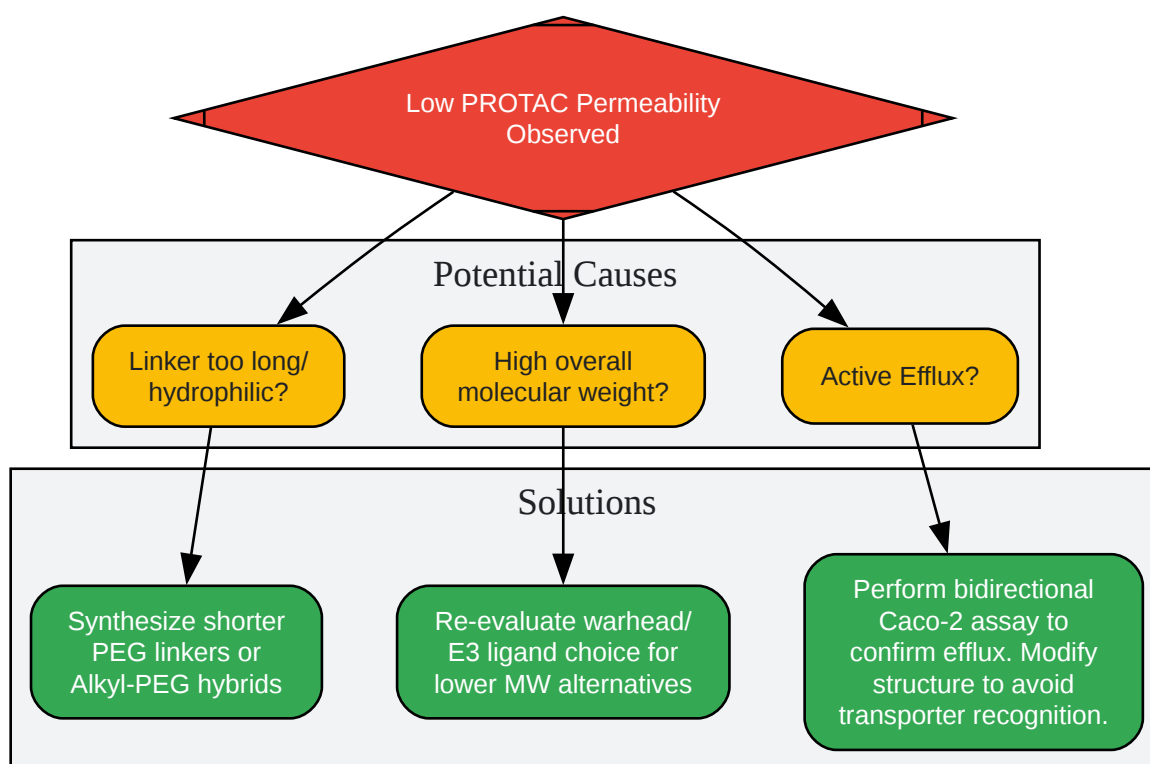 Low PROTAC Permeability
Observed
Potential Causes
Linker too long/
hydrophilic?
High overall
molecular weight?
Active Efflux?
Solutions
Synthesize shorter
PEG linkers or
Alkyl-PEG hybrids
Re-evaluate warhead/
E3 ligand choice for
lower MW alternatives
Perform bidirectional
Caco-2 assay to
confirm efflux. Modify
structure to avoid
transporter recognition.